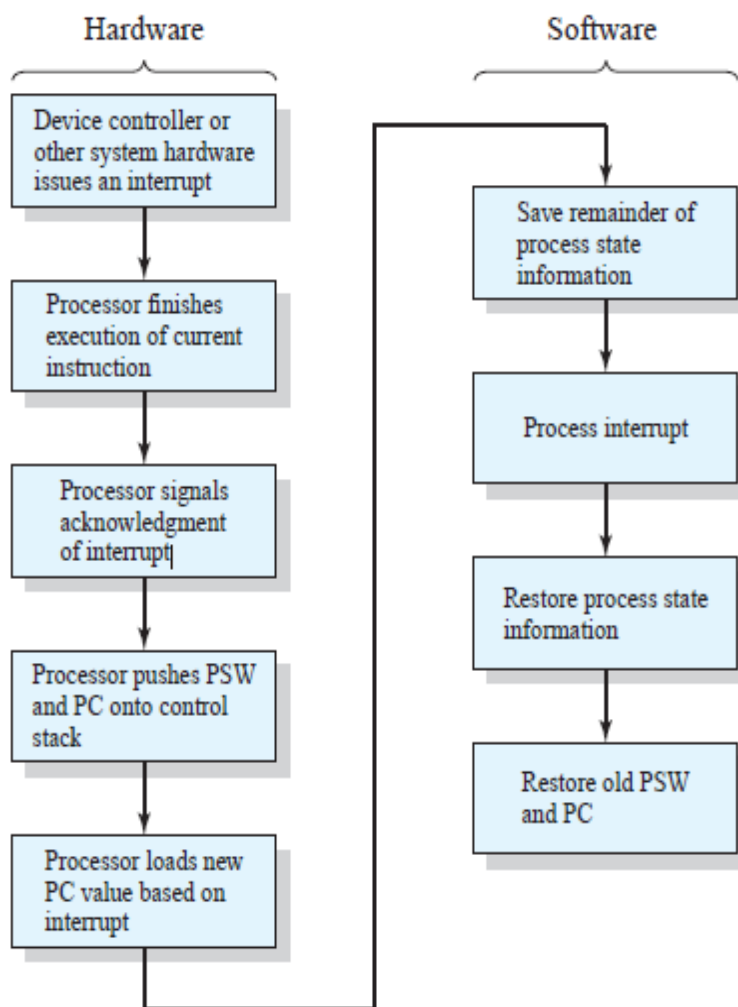 Hardware
Device controller or
other system hardware
issues an interrupt
Processor finishes
execution of current
instruction
Processor signals
acknowledgment
of interrupt
Processor pushes PSW
and PC onto control
stack
Processor loads new
PC value based on
interrupt
Software
Save remainder of
process state
information
Process interrupt
Restore process state
information
Restore old PSW
and PC